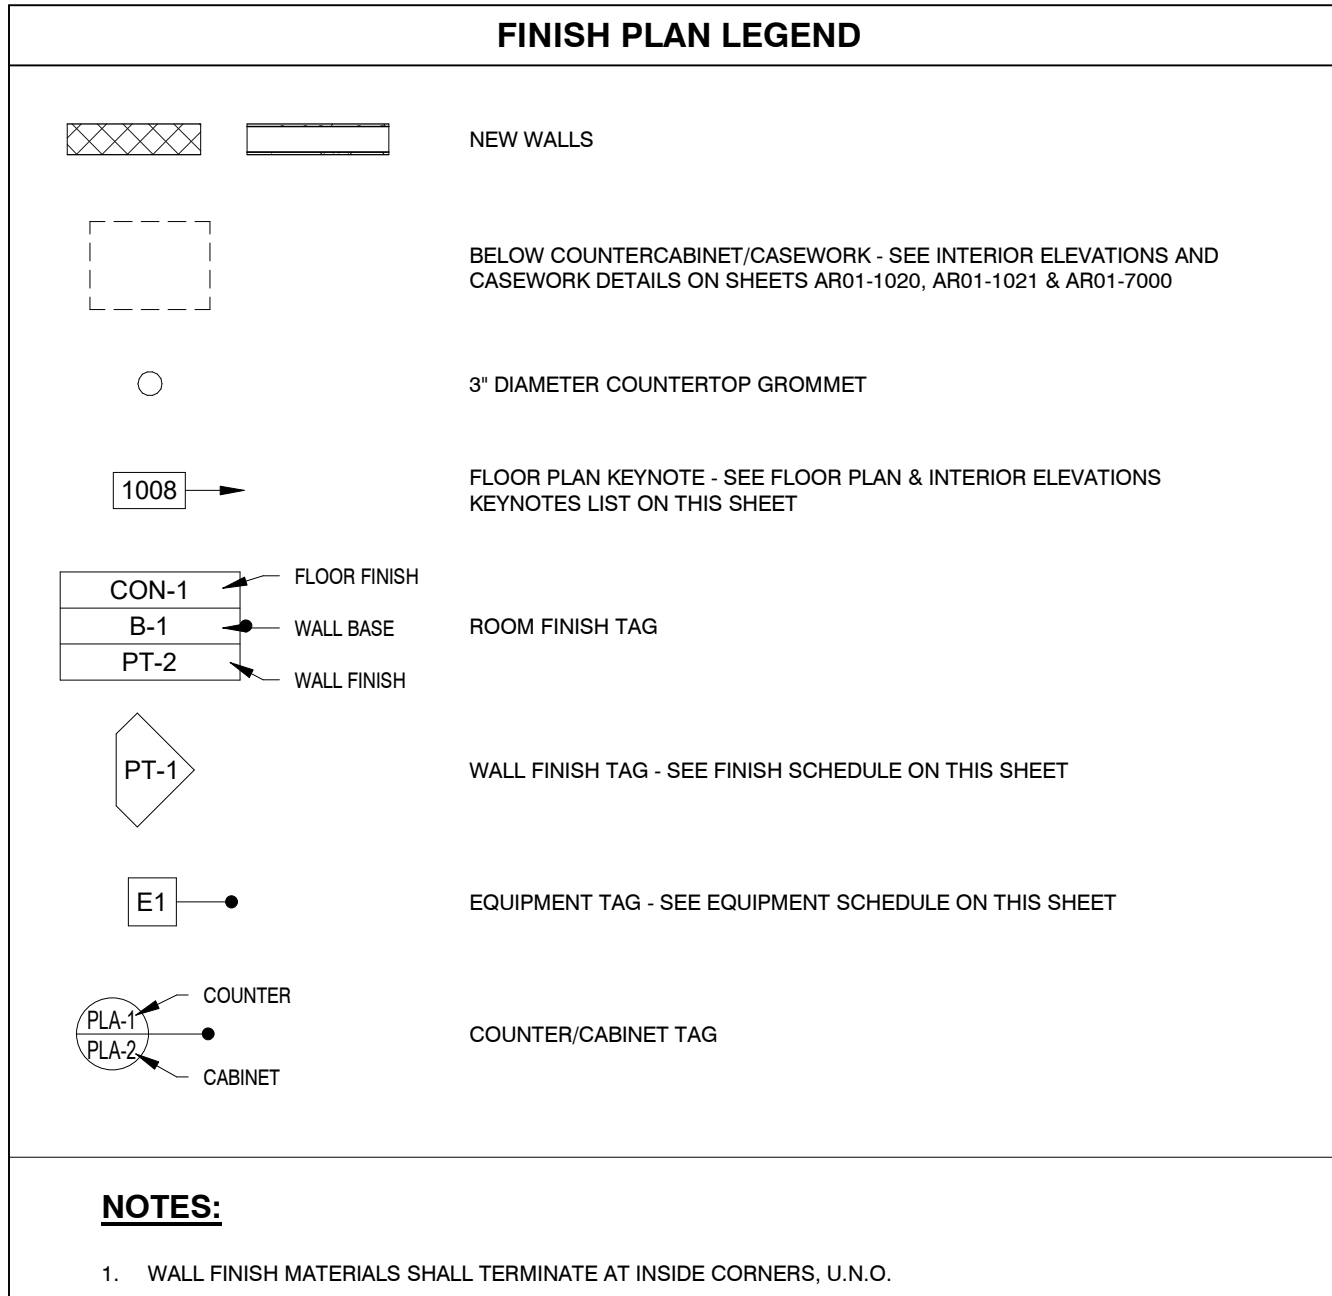 FINISH PLAN LEGEND
NEW WALLS
BELOW COUNTERCABINET/CASEWORK - SEE INTERIOR ELEVATIONS AND
CASEWORK DETAILS ON SHEETS AR01-1020, AR01-1021 & AR01-7000
3" DIAMETER COUNTERTOP GROMMET
1008
FLOOR PLAN KEYNOTE - SEE FLOOR PLAN & INTERIOR ELEVATIONS
KEYNOTES LIST ON THIS SHEET
CON-1
FLOOR FINISH
B-1
WALL BASE
PT-2
WALL FINISH
ROOM FINISH TAG
PT-1
WALL FINISH TAG - SEE FINISH SCHEDULE ON THIS SHEET
E1
EQUIPMENT TAG - SEE EQUIPMENT SCHEDULE ON THIS SHEET
PLA-1
COUNTER
PLA-2
CABINET
COUNTER/CABINET TAG
NOTES:
1. WALL FINISH MATERIALS SHALL TERMINATE AT INSIDE CORNERS, U.N.O.